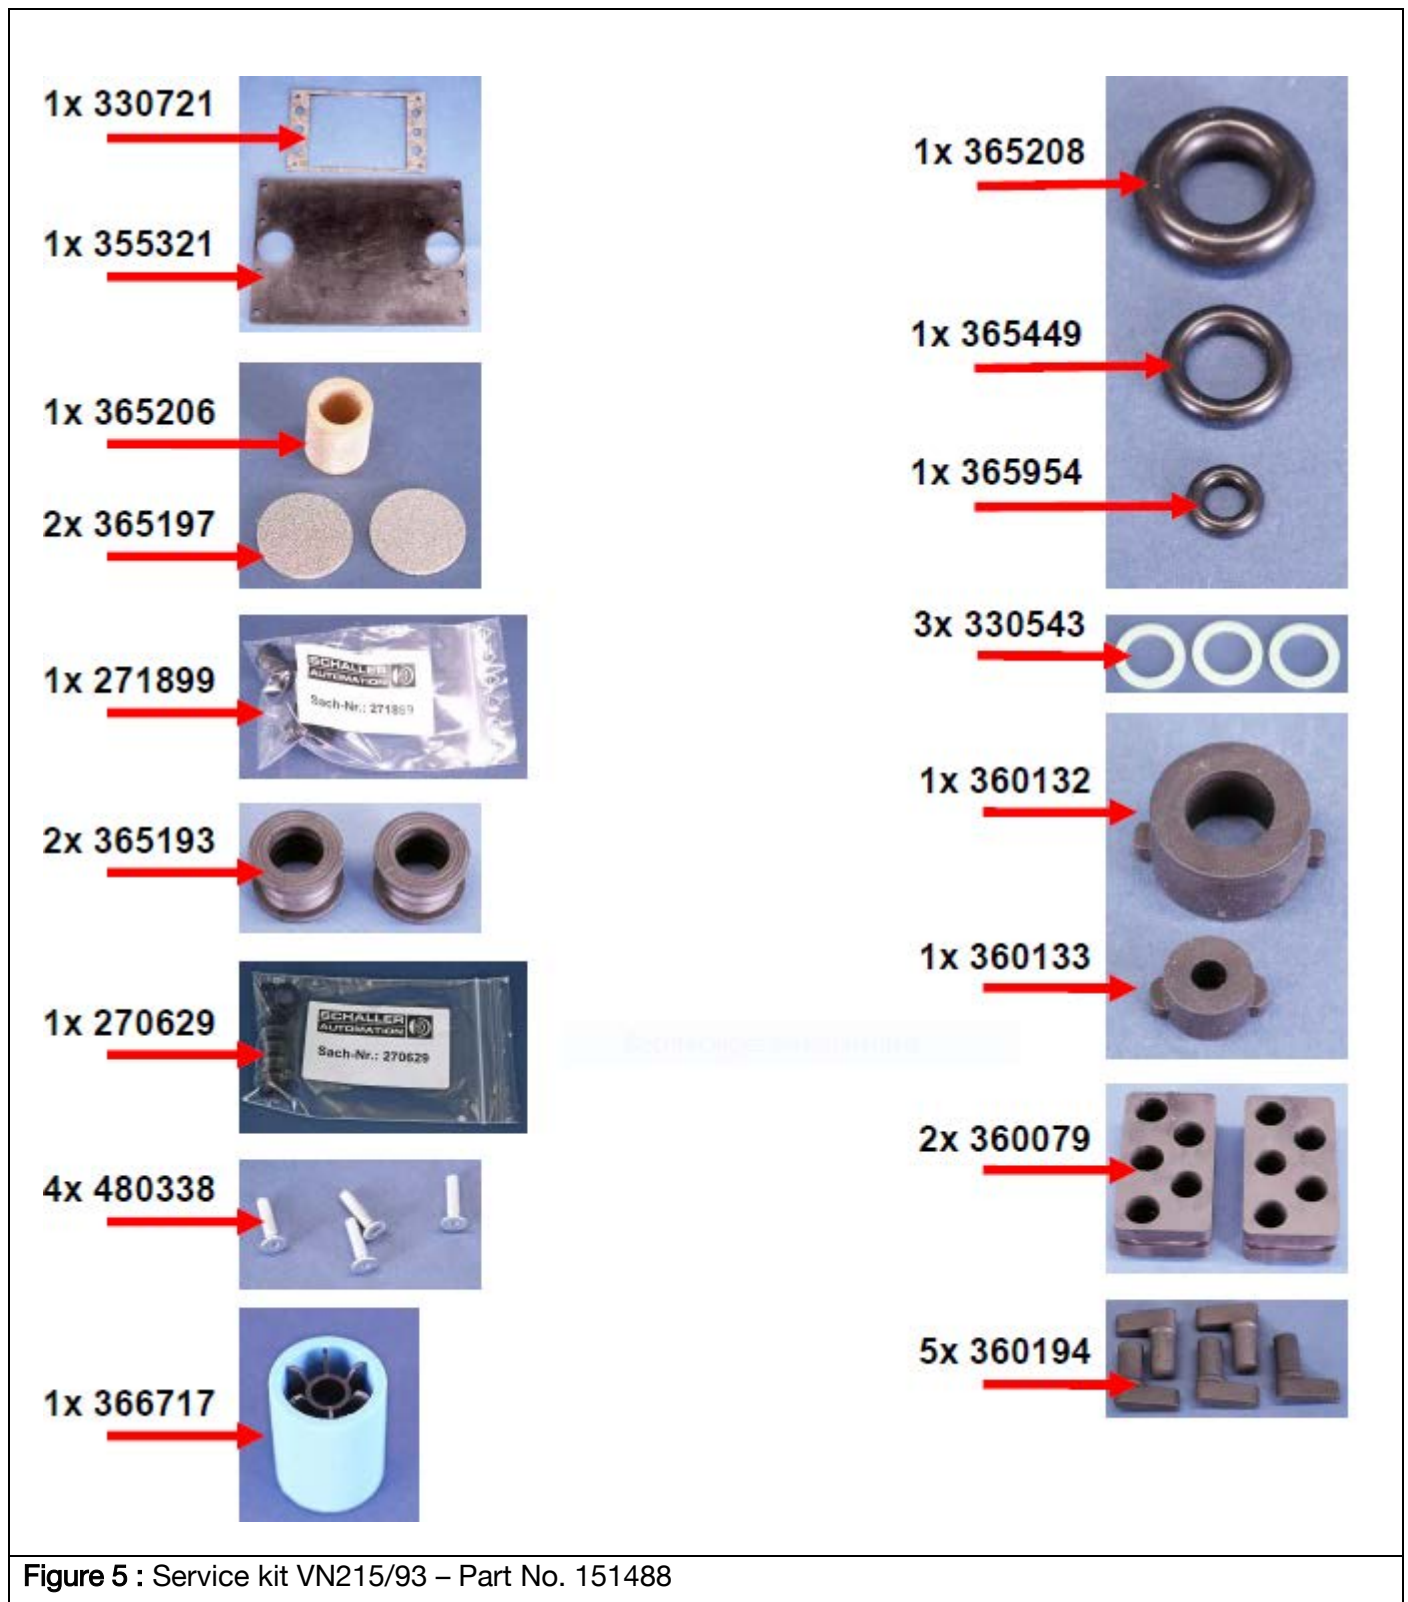 1x 330721
1x 355321
1x 365206
2x 365197
1x 271899
SCHALLER
AUTOMATION
Sach-Nr.: 271899
2x 365193
1x 270629
SCHALLER
AUTOMATION
Sach-Nr.: 270629
4x 480338
1x 366717
1x 365208
1x 365449
1x 365954
3x 330543
1x 360132
1x 360133
2x 360079
5x 360194
Figure 5 : Service kit VN215/93 – Part No. 151488